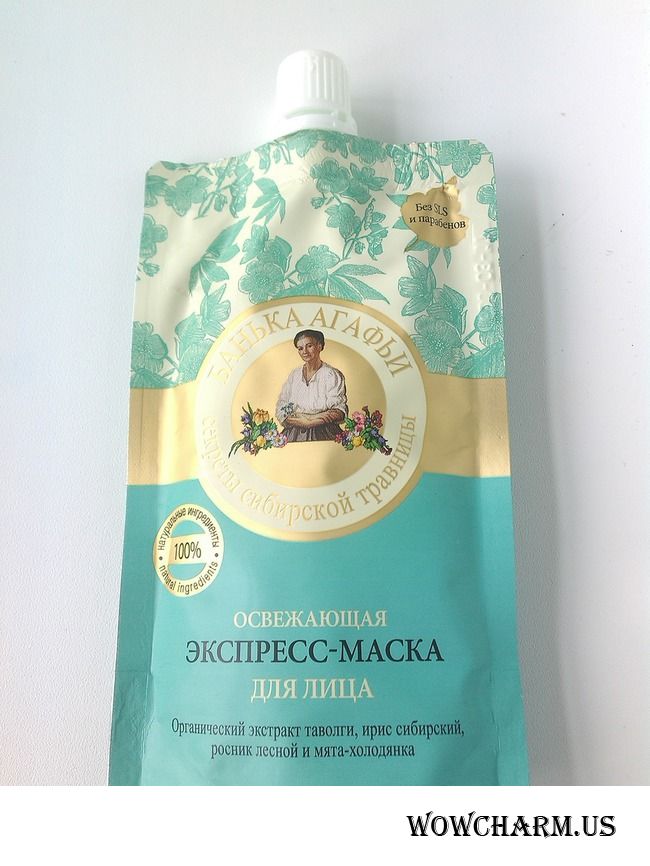 Без SLS
и парабенов
БАНЬКА АГАФЬИ
секреты сибирской травницы
натуральные ингредиенты
100%
natural ingredients
ОСВЕЖАЮЩАЯ
ЭКСПРЕСС-МАСКА
ДЛЯ ЛИЦА
Органический экстракт таволги, ирис сибирский,
росник лесной и мята-холодянка
WOWCHARM.US